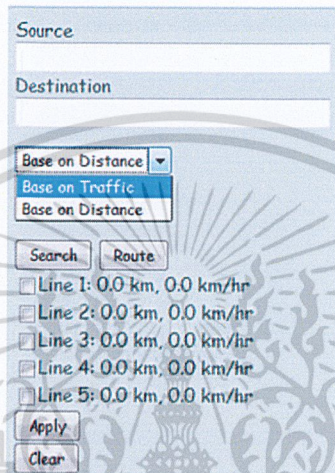 Source
Destination
Base on Distance
Base on Traffic
Base on Distance
Search Route
Line 1: 0.0 km, 0.0 km/hr
Line 2: 0.0 km, 0.0 km/hr
Line 3: 0.0 km, 0.0 km/hr
Line 4: 0.0 km, 0.0 km/hr
Line 5: 0.0 km, 0.0 km/hr
Apply
Clear